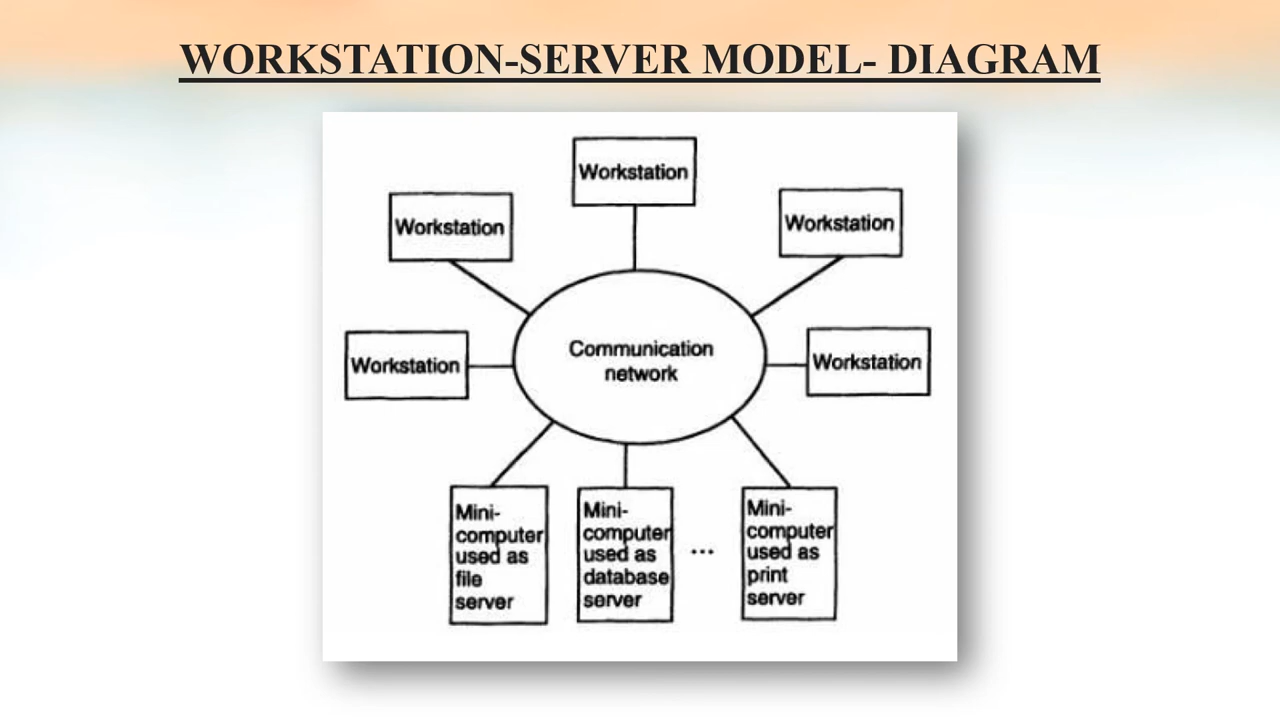 WORKSTATION-SERVER MODEL- DIAGRAM
Workstation
Workstation
Workstation
Workstation
Communication
network
Workstation
Mini-
computer
used as
file
server
Mini-
computer
used as
database
server
...
Mini-
computer
used as
print
server